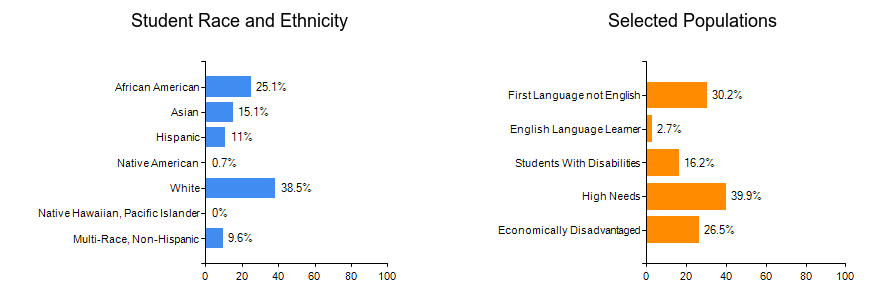 Student Race and Ethnicity
African American 25.1%
Asian 15.1%
Hispanic 11%
Native American 0.7%
White 38.5%
Native Hawaiian, Pacific Islander 0%
Multi-Race, Non-Hispanic 9.6%
0 20 40 60 80 100
Selected Populations
First Language not English 30.2%
English Language Learner 2.7%
Students With Disabilities 16.2%
High Needs 39.9%
Economically Disadvantaged 26.5%
0 20 40 60 80 100